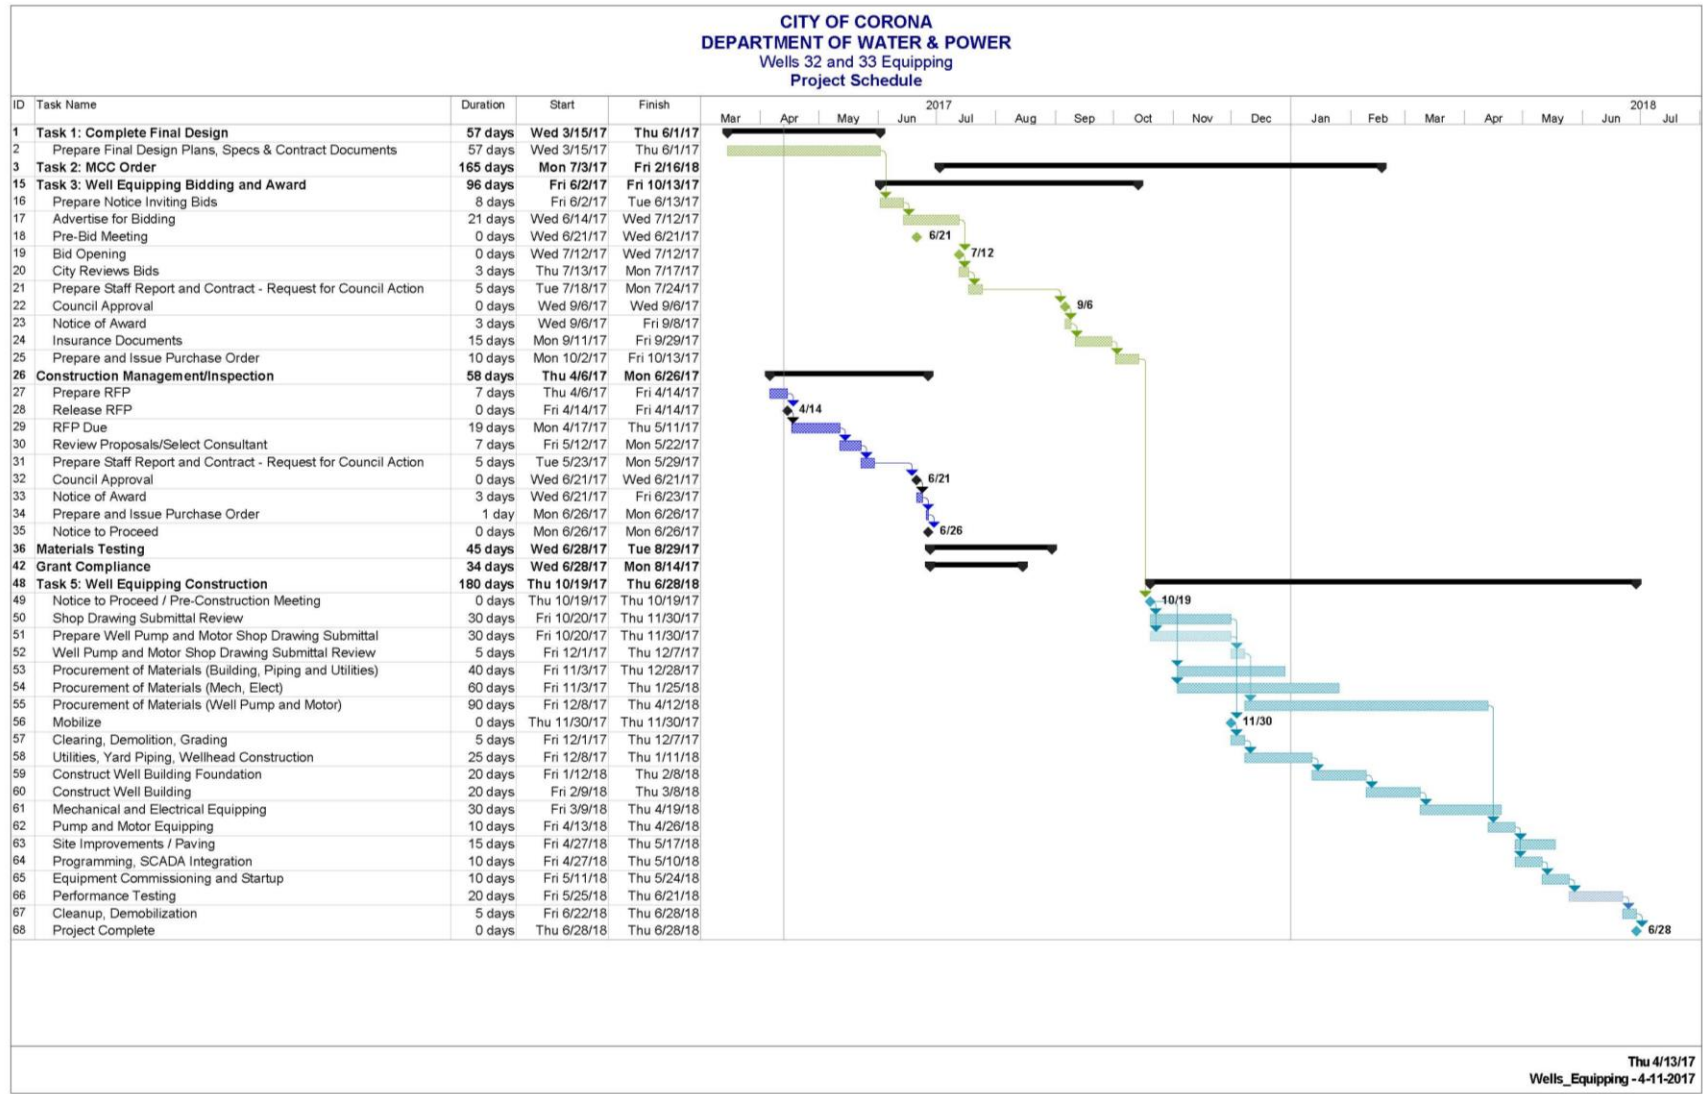 CITY OF CORONA
DEPARTMENT OF WATER & POWER
Wells 32 and 33 Equipping
Project Schedule
ID Task Name Duration Start Finish 2017 2018
Mar Apr May Jun Jul Aug Sep Oct Nov Dec Jan Feb Mar Apr May Jun Jul
1 Task 1: Complete Final Design 57 days Wed 3/15/17 Thu 6/1/17
2 Prepare Final Design Plans, Specs & Contract Documents 57 days Wed 3/15/17 Thu 6/1/17
3 Task 2: MCC Order 165 days Mon 7/3/17 Fri 2/16/18
15 Task 3: Well Equipping Bidding and Award 96 days Fri 6/2/17 Fri 10/13/17
16 Prepare Notice Inviting Bids 8 days Fri 6/2/17 Tue 6/13/17
17 Advertise for Bidding 21 days Wed 6/14/17 Wed 7/12/17
18 Pre-Bid Meeting 0 days Wed 6/21/17 Wed 6/21/17 6/21
19 Bid Opening 0 days Wed 7/12/17 Wed 7/12/17 7/12
20 City Reviews Bids 3 days Thu 7/13/17 Mon 7/17/17
21 Prepare Staff Report and Contract - Request for Council Action 5 days Tue 7/18/17 Mon 7/24/17
22 Council Approval 0 days Wed 9/6/17 Wed 9/6/17 9/6
23 Notice of Award 3 days Wed 9/6/17 Fri 9/8/17
24 Insurance Documents 15 days Mon 9/11/17 Fri 9/29/17
25 Prepare and Issue Purchase Order 10 days Mon 10/2/17 Fri 10/13/17
26 Construction Management/Inspection 58 days Thu 4/6/17 Mon 6/26/17
27 Prepare RFP 7 days Thu 4/6/17 Fri 4/14/17
28 Release RFP 0 days Fri 4/14/17 Fri 4/14/17 4/14
29 RFP Due 19 days Mon 4/17/17 Thu 5/11/17
30 Review Proposals/Select Consultant 7 days Fri 5/12/17 Mon 5/22/17
31 Prepare Staff Report and Contract - Request for Council Action 5 days Tue 5/23/17 Mon 5/29/17
32 Council Approval 0 days Wed 6/21/17 Wed 6/21/17 6/21
33 Notice of Award 3 days Wed 6/21/17 Fri 6/23/17
34 Prepare and Issue Purchase Order 1 day Mon 6/26/17 Mon 6/26/17
35 Notice to Proceed 0 days Mon 6/26/17 Mon 6/26/17 6/26
36 Materials Testing 45 days Wed 6/28/17 Tue 8/29/17
42 Grant Compliance 34 days Wed 6/28/17 Mon 8/14/17
48 Task 5: Well Equipping Construction 180 days Thu 10/19/17 Thu 6/28/18
49 Notice to Proceed / Pre-Construction Meeting 0 days Thu 10/19/17 Thu 10/19/17 10/19
50 Shop Drawing Submittal Review 30 days Fri 10/20/17 Thu 11/30/17
51 Prepare Well Pump and Motor Shop Drawing Submittal 30 days Fri 10/20/17 Thu 11/30/17
52 Well Pump and Motor Shop Drawing Submittal Review 5 days Fri 12/1/17 Thu 12/7/17
53 Procurement of Materials (Building, Piping and Utilities) 40 days Fri 11/3/17 Thu 12/28/17
54 Procurement of Materials (Mech, Elect) 60 days Fri 11/3/17 Thu 1/25/18
55 Procurement of Materials (Well Pump and Motor) 90 days Fri 12/8/17 Thu 4/12/18
56 Mobilize 0 days Thu 11/30/17 Thu 11/30/17 11/30
57 Clearing, Demolition, Grading 5 days Fri 12/1/17 Thu 12/7/17
58 Utilities, Yard Piping, Wellhead Construction 25 days Fri 12/8/17 Thu 1/11/18
59 Construct Well Building Foundation 20 days Fri 1/12/18 Thu 2/8/18
60 Construct Well Building 20 days Fri 2/9/18 Thu 3/8/18
61 Mechanical and Electrical Equipping 30 days Fri 3/9/18 Thu 4/19/18
62 Pump and Motor Equipping 10 days Fri 4/13/18 Thu 4/26/18
63 Site Improvements / Paving 15 days Fri 4/27/18 Thu 5/17/18
64 Programming, SCADA Integration 10 days Fri 4/27/18 Thu 5/10/18
65 Equipment Commissioning and Startup 10 days Fri 5/11/18 Thu 5/24/18
66 Performance Testing 20 days Fri 5/25/18 Thu 6/21/18
67 Cleanup, Demobilization 5 days Fri 6/22/18 Thu 6/28/18
68 Project Complete 0 days Thu 6/28/18 Thu 6/28/18 6/28
Thu 4/13/17
Wells_Equipping - 4-11-2017